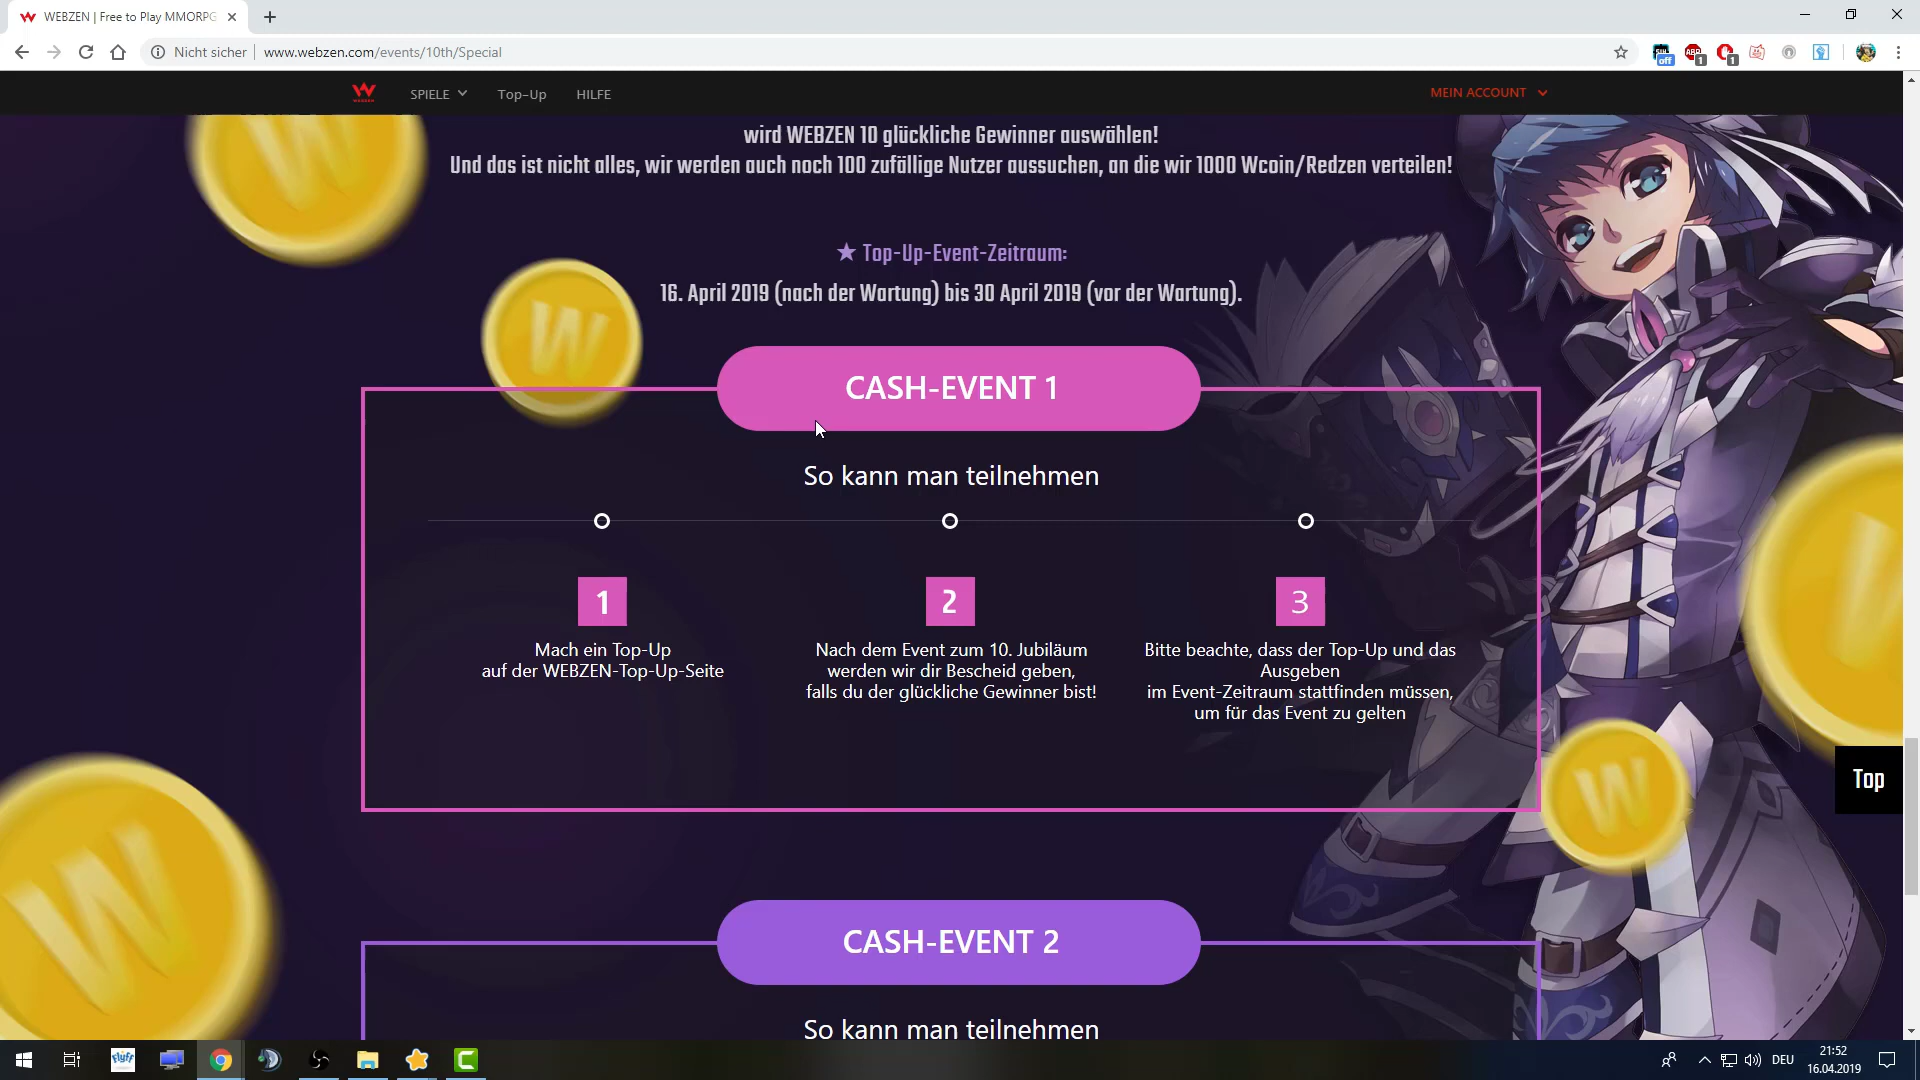 WEBZEN | Free to Play MMORPG
Nicht sicher
www.webzen.com/events/10th/Special
off
1
1
WEBZEN
SPIELE
Top-Up
HILFE
MEIN ACCOUNT
wird WEBZEN 10 glückliche Gewinner auswählen!
Und das ist nicht alles, wir werden auch noch 100 zufällige Nutzer aussuchen, an die wir 1000 Wcoin/Redzen verteilen!
★ Top-Up-Event-Zeitraum:
16. April 2019 (nach der Wartung) bis 30 April 2019 (vor der Wartung).
CASH-EVENT 1
So kann man teilnehmen
1
Mach ein Top-Up
auf der WEBZEN-Top-Up-Seite
2
Nach dem Event zum 10. Jubiläum
werden wir dir Bescheid geben,
falls du der glückliche Gewinner bist!
3
Bitte beachte, dass der Top-Up und das
Ausgeben
im Event-Zeitraum stattfinden müssen,
um für das Event zu gelten
Top
CASH-EVENT 2
So kann man teilnehmen
Flyff
DEU
21:52
16.04.2019